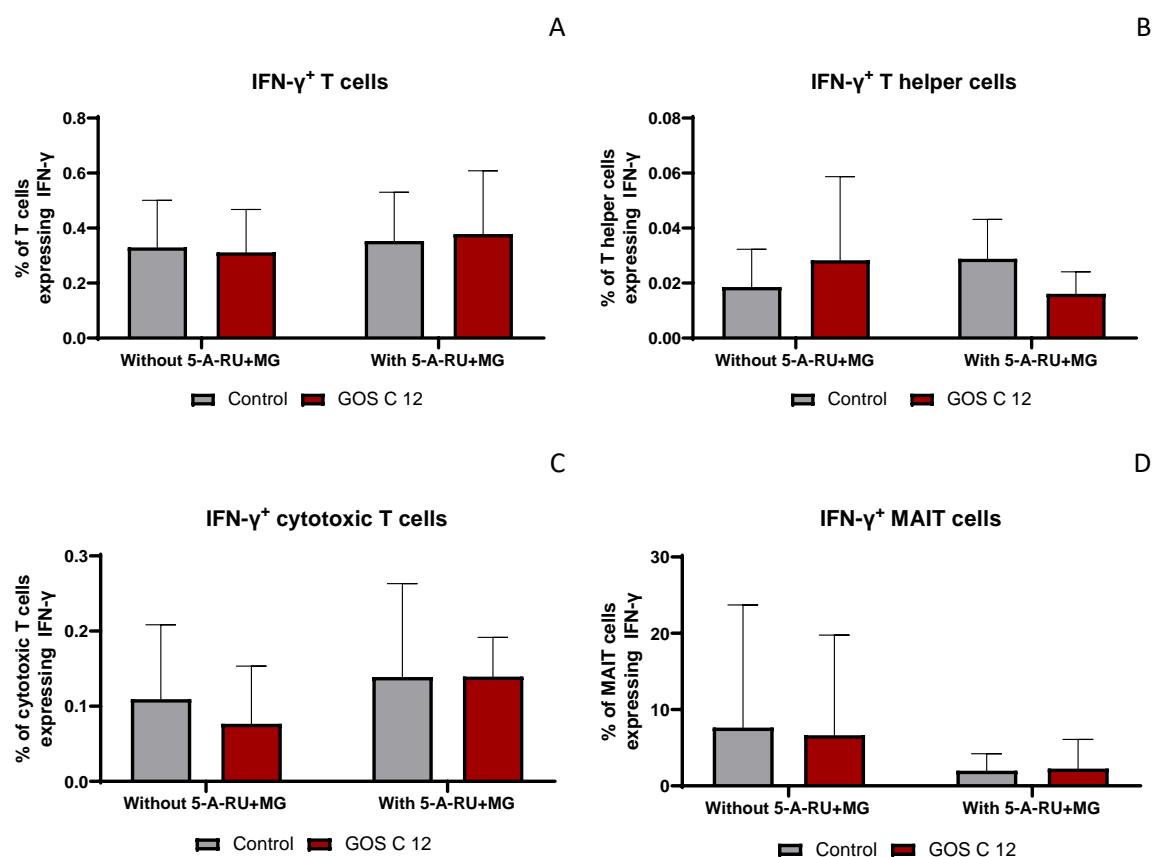 A
IFN-γ⁺ T cells
% of T cells
expressing IFN-γ
0.8
0.6
0.4
0.2
0.0
Without 5-A-RU+MG With 5-A-RU+MG
Control GOS C 12
B
IFN-γ⁺ T helper cells
% of T helper cells
expressing IFN-γ
0.08
0.06
0.04
0.02
0.00
Without 5-A-RU+MG With 5-A-RU+MG
Control GOS C 12
C
IFN-γ⁺ cytotoxic T cells
% of cytotoxic T cells
expressing IFN-γ
0.3
0.2
0.1
0.0
Without 5-A-RU+MG With 5-A-RU+MG
Control GOS C 12
D
IFN-γ⁺ MAIT cells
% of MAIT cells
expressing IFN-γ
30
20
10
0
Without 5-A-RU+MG With 5-A-RU+MG
Control GOS C 12